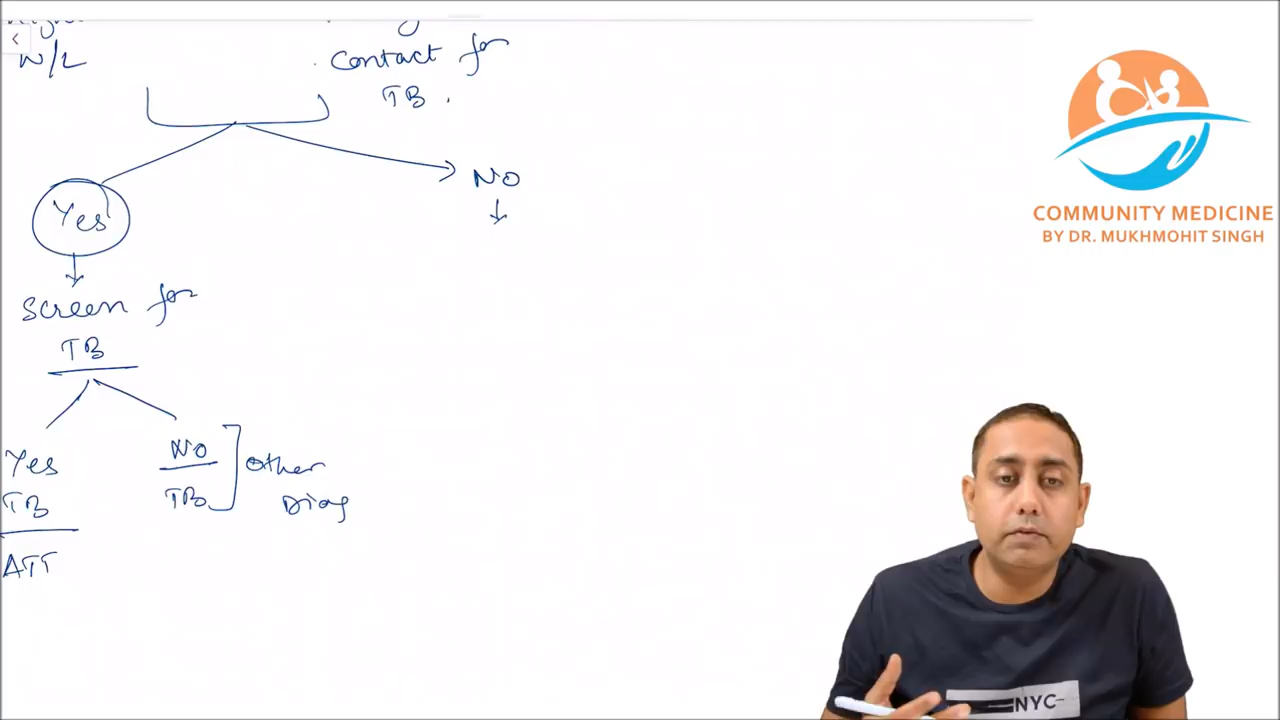 W/L
contact for
TB.
Yes
NO
Screen for
TB
Yes
TB
ATT
NO
TB
Other
Diag
COMMUNITY MEDICINE
BY DR. MUKHMOHIT SINGH
NYC